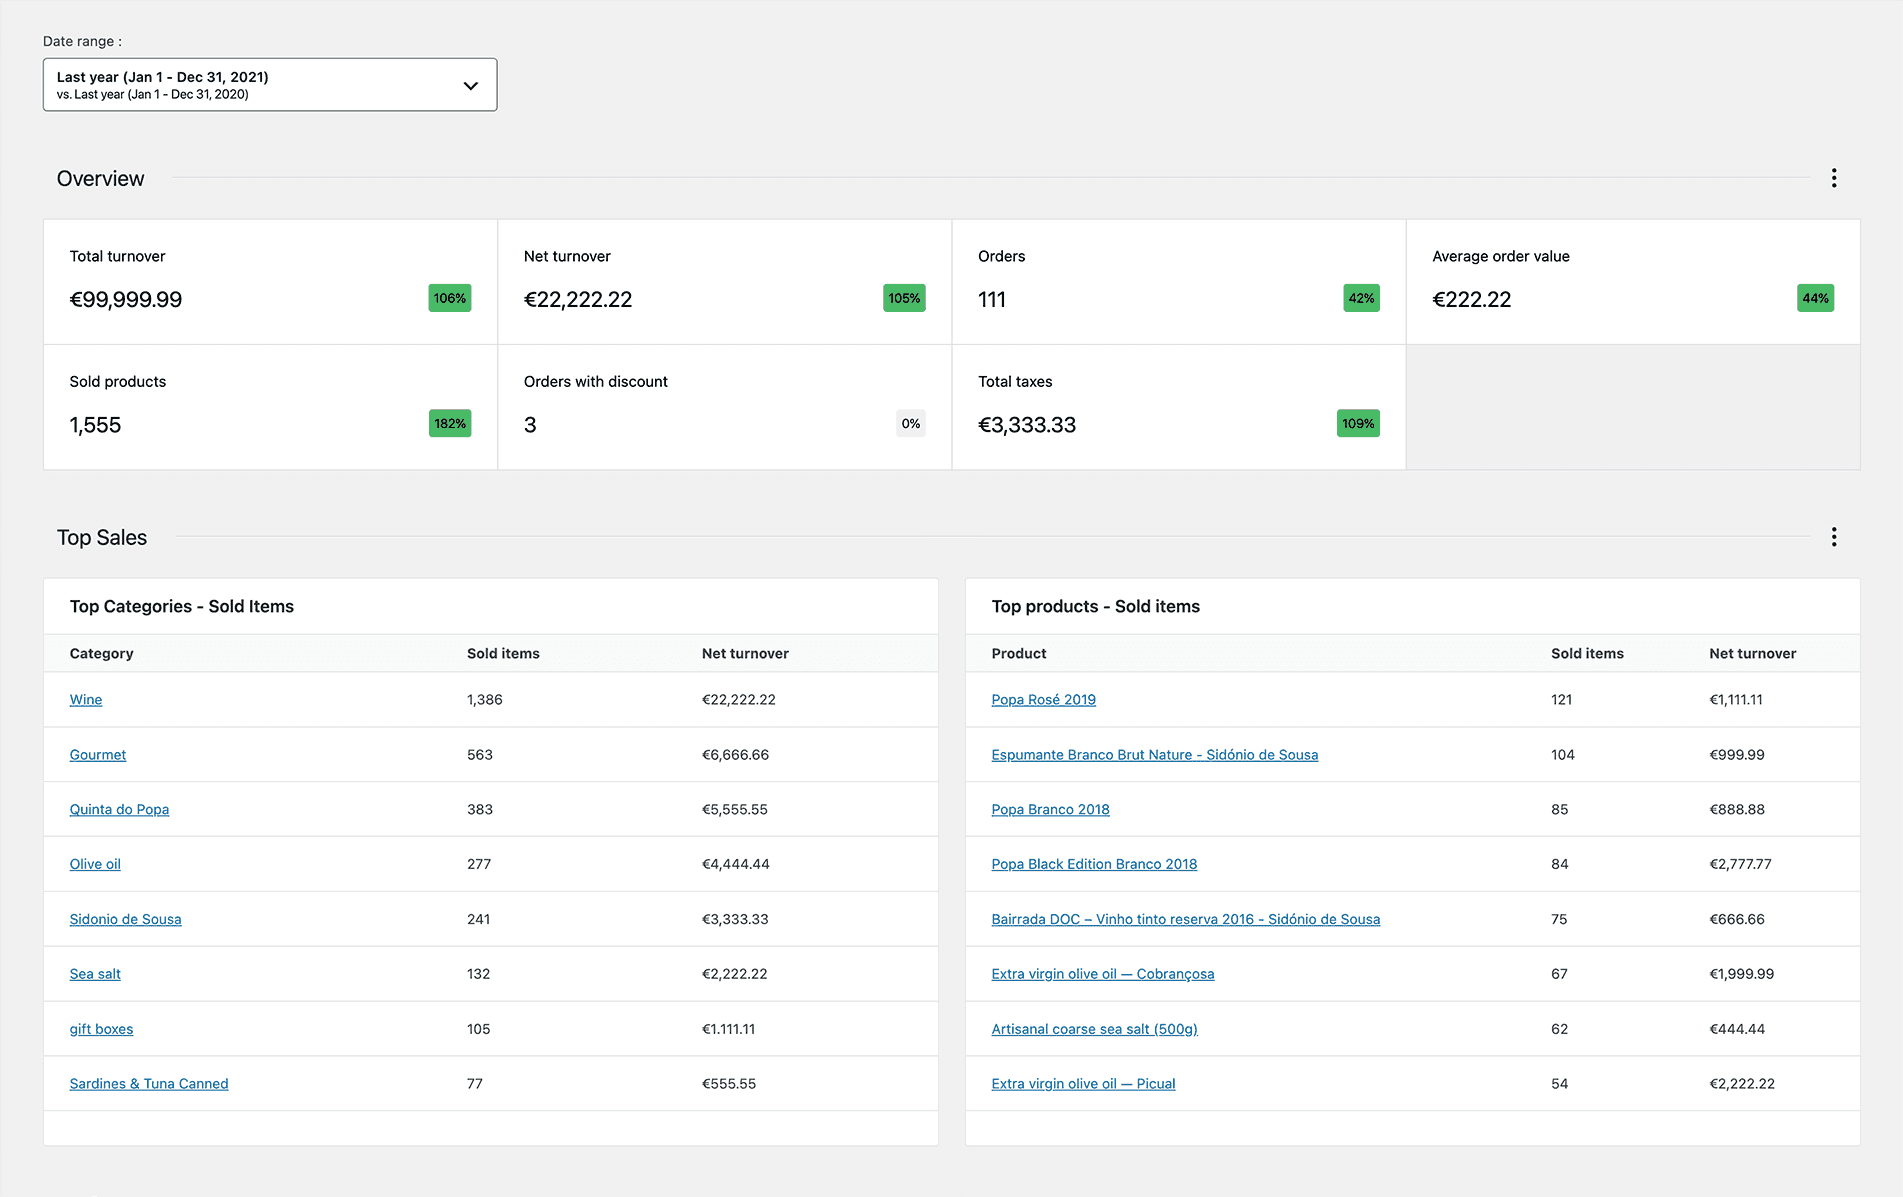 Date range :
Last year (Jan 1 - Dec 31, 2021)
vs. Last year (Jan 1 - Dec 31, 2020)
Overview
Total turnover
€99,999.99
106%
Net turnover
€22,222.22
105%
Orders
111
42%
Average order value
€222.22
44%
Sold products
1,555
182%
Orders with discount
3
0%
Total taxes
€3,333.33
109%
Top Sales
Top Categories - Sold Items
Category Sold items Net turnover
Wine 1,386 €22,222.22
Gourmet 563 €6,666.66
Quinta do Popa 383 €5,555.55
Olive oil 277 €4,444.44
Sidonio de Sousa 241 €3,333.33
Sea salt 132 €2,222.22
gift boxes 105 €1.111.11
Sardines & Tuna Canned 77 €555.55
Top products - Sold items
Product Sold items Net turnover
Popa Rosé 2019 121 €1,111.11
Espumante Branco Brut Nature - Sidónio de Sousa 104 €999.99
Popa Branco 2018 85 €888.88
Popa Black Edition Branco 2018 84 €2,777.77
Bairrada DOC – Vinho tinto reserva 2016 - Sidónio de Sousa 75 €666.66
Extra virgin olive oil — Cobrançosa 67 €1,999.99
Artisanal coarse sea salt (500g) 62 €444.44
Extra virgin olive oil — Picual 54 €2,222.22